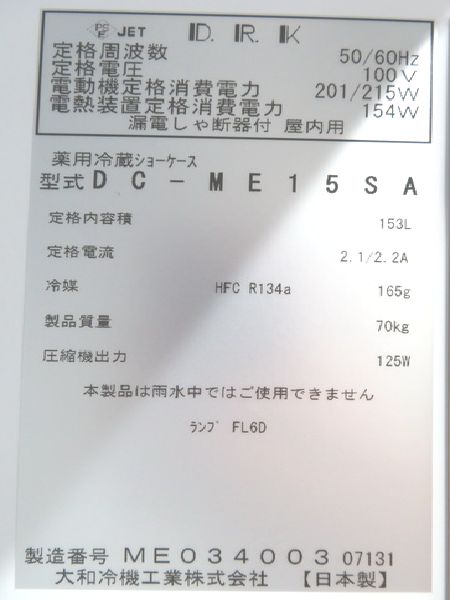 PSE JET D.R.K
定格周波数 50/60Hz
定格電圧 100V
電動機定格消費電力 201/215W
電熱装置定格消費電力 154W
漏電しゃ断器付 屋内用
薬用冷蔵ショーケース
型式DC-ME15SA
定格内容積 153L
定格電流 2.1/2.2A
冷媒 HFC R134a 165g
製品質量 70kg
圧縮機出力 125W
本製品は雨水中ではご使用できません
ランプ FL6D
製造番号 ME034003 07131
大和冷機工業株式会社 【日本製】